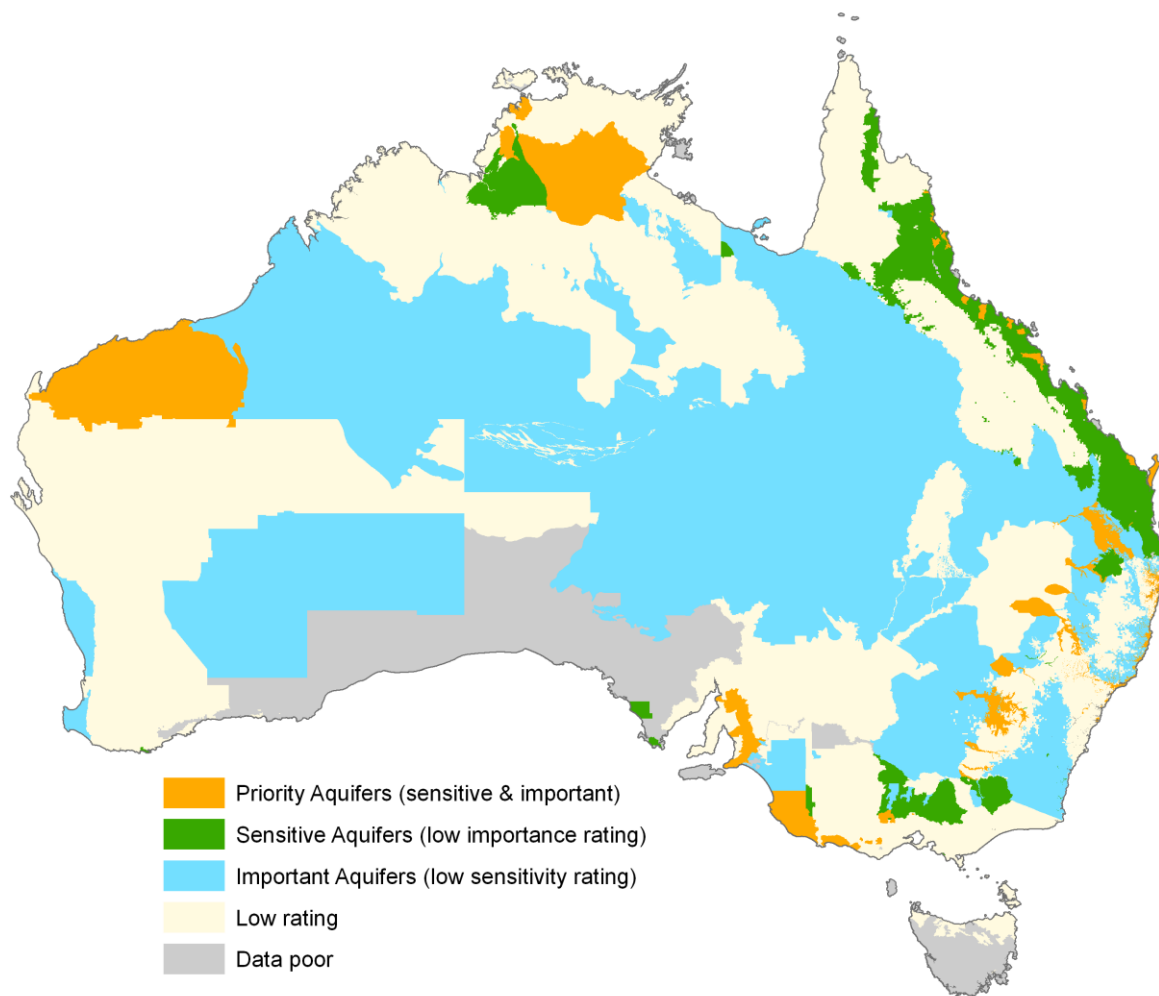 Priority Aquifers (sensitive & important)
Sensitive Aquifers (low importance rating)
Important Aquifers (low sensitivity rating)
Low rating
Data poor